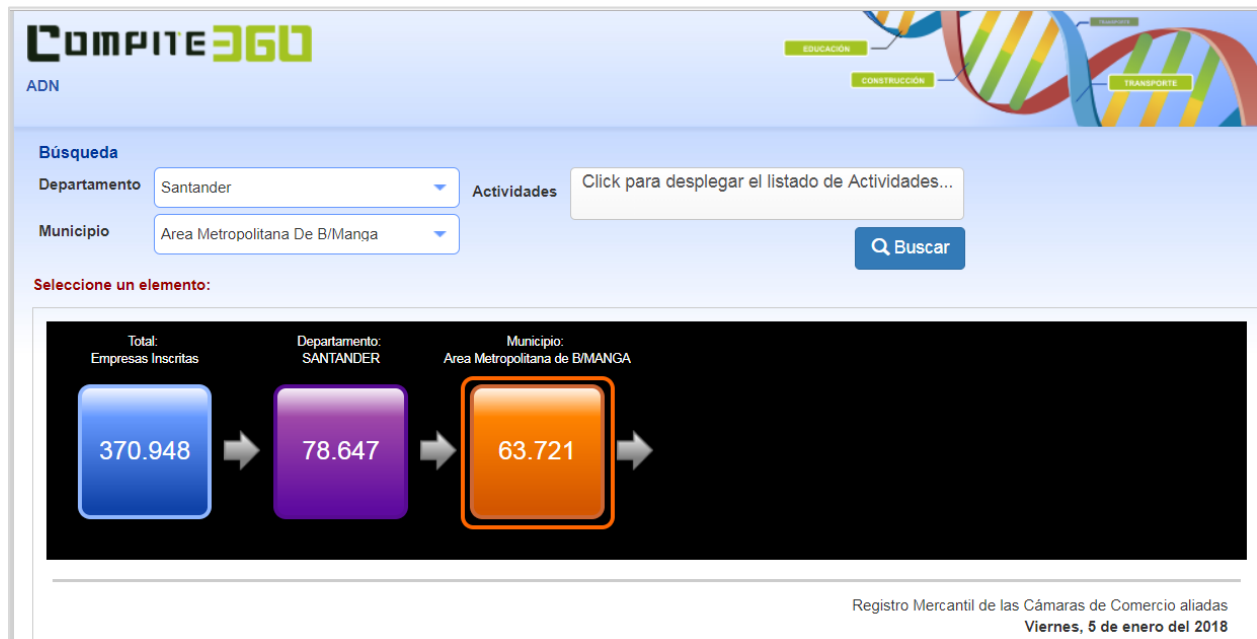 COMPITE360
ADN
EDUCACIÓN
CONSTRUCCIÓN
TRANSPORTE
TRANSPORTE
Búsqueda
Departamento
Santander
Actividades
Click para desplegar el listado de Actividades...
Municipio
Area Metropolitana De B/Manga
Buscar
Seleccione un elemento:
Total:
Empresas Inscritas
Departamento:
SANTANDER
Municipio:
Area Metropolitana de B/MANGA
370.948
78.647
63.721
Registro Mercantil de las Cámaras de Comercio aliadas
Viernes, 5 de enero del 2018